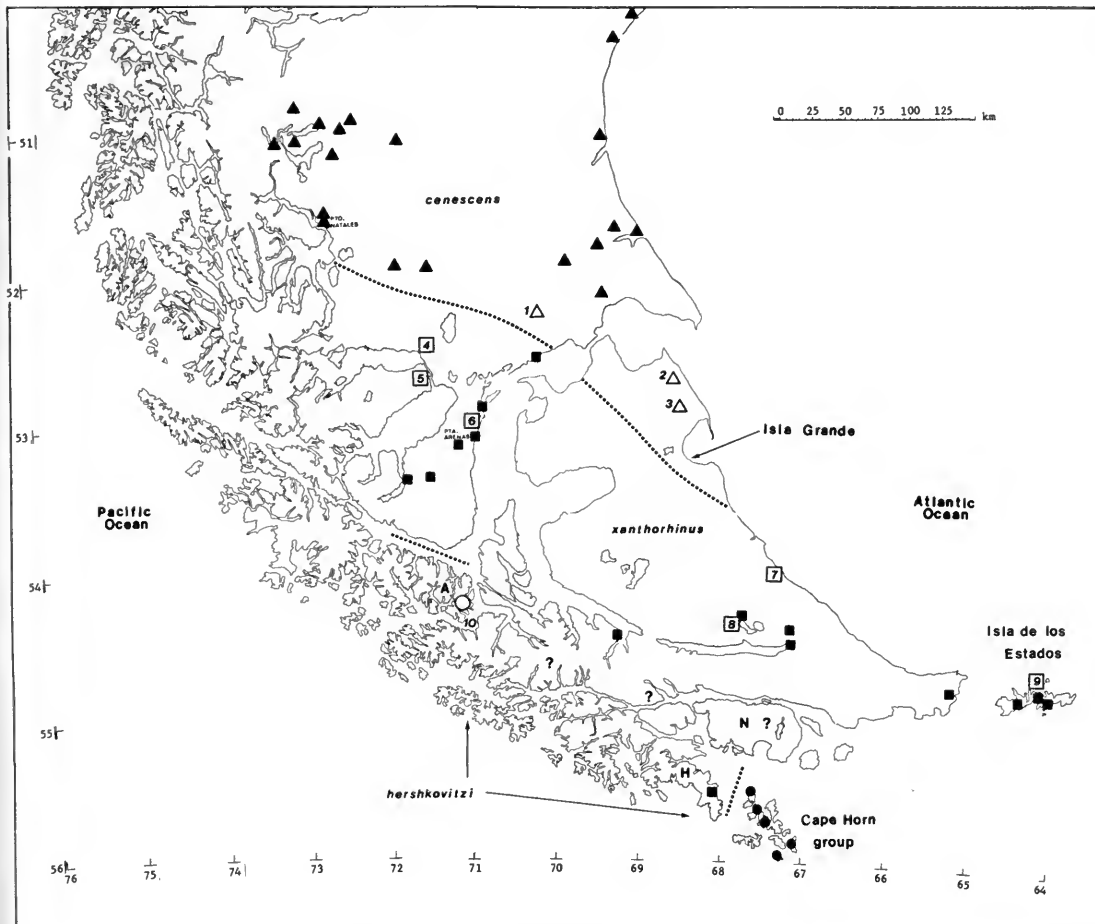 0 25 50 75 100 125 km
51
cenescens
PTO.
NATALES
52
1
4
2
5
3
6
53
PTA.
ARENAS
Isla Grande
Pacific
Ocean
Atlantic
Ocean
xanthorhinus
7
54
A
10
8
Isla de los
Estados
?
9
?
N ?
55
H
hershkovitzi
Cape Horn
group
56
76 75 74 73 72 71 70 69 68 67 66 65 64